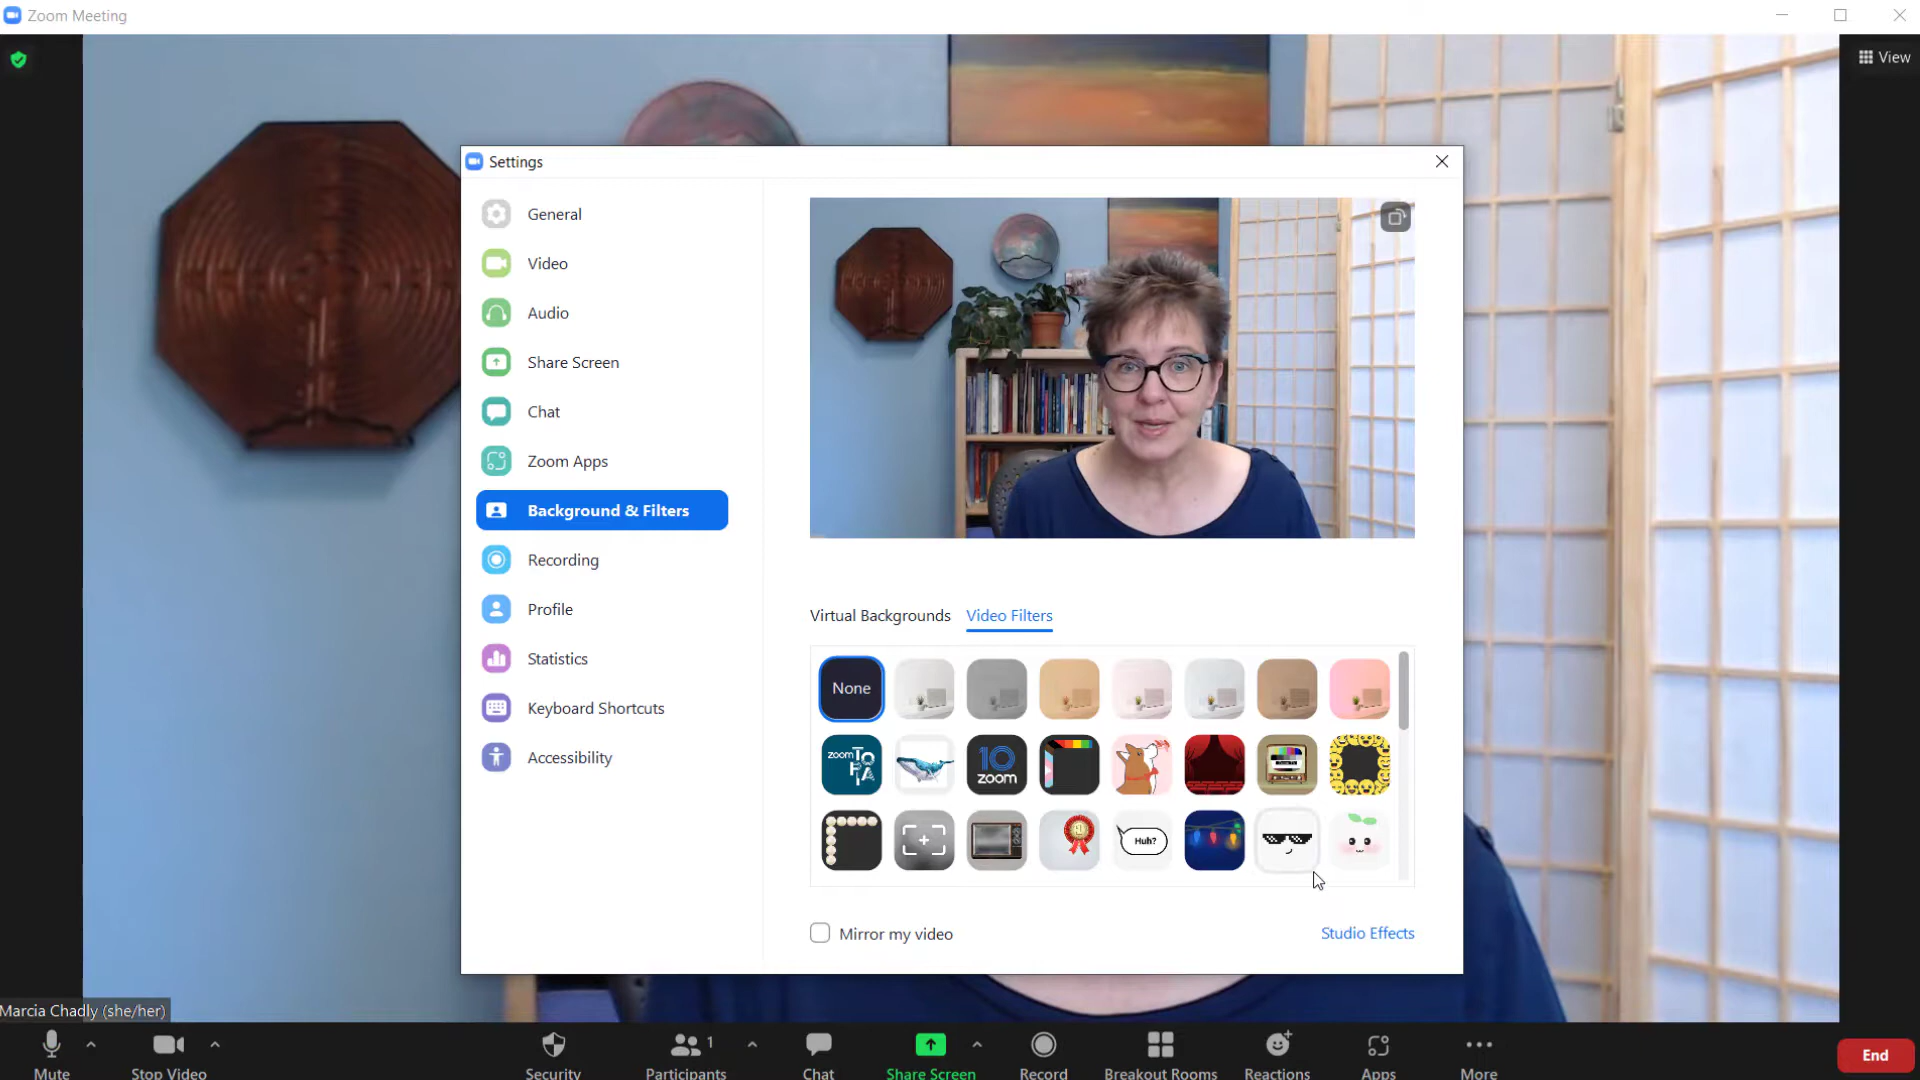 Zoom Meeting
View
Settings
General
Video
Audio
Share Screen
Chat
Zoom Apps
Background & Filters
Recording
Profile
Statistics
Keyboard Shortcuts
Accessibility
Virtual Backgrounds
Video Filters
None
zoomTOPIA
10
zoom
Huh?
Mirror my video
Studio Effects
Marcia Chadly (she/her)
Mute
Stop Video
Security
1
Participants
Chat
Share Screen
Record
Breakout Rooms
Reactions
Apps
More
End